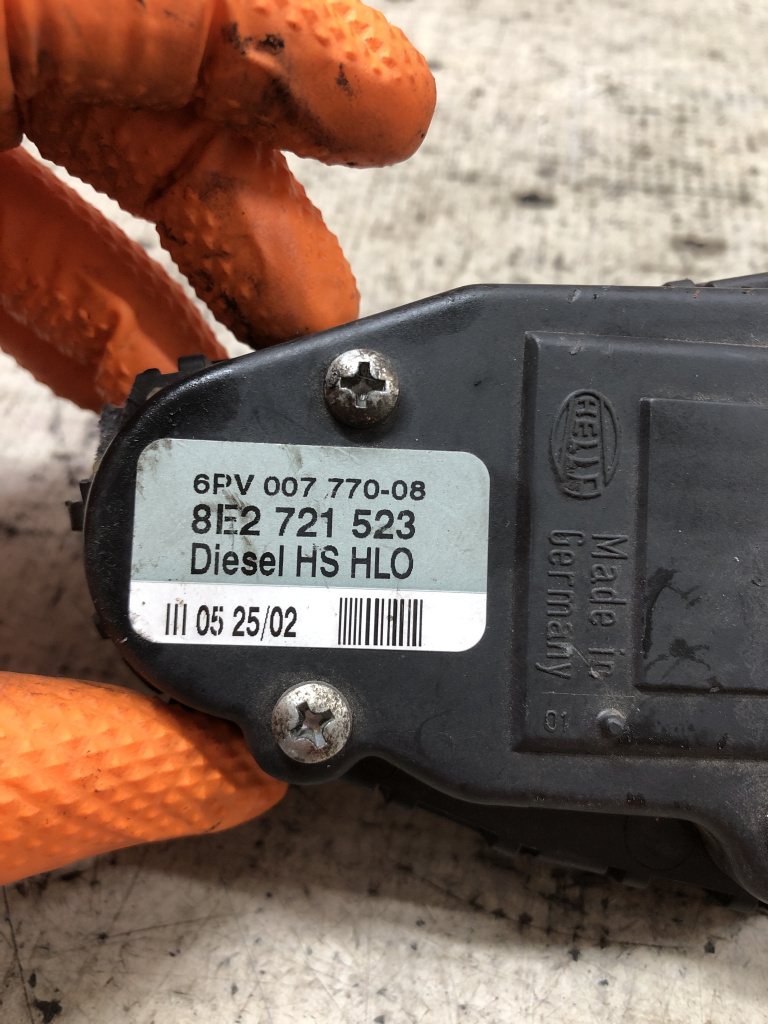 6PV 007 770-08
8E2 721 523
Diesel HS HLO
III 05 25/02
HELLA
Made in
Germany
01